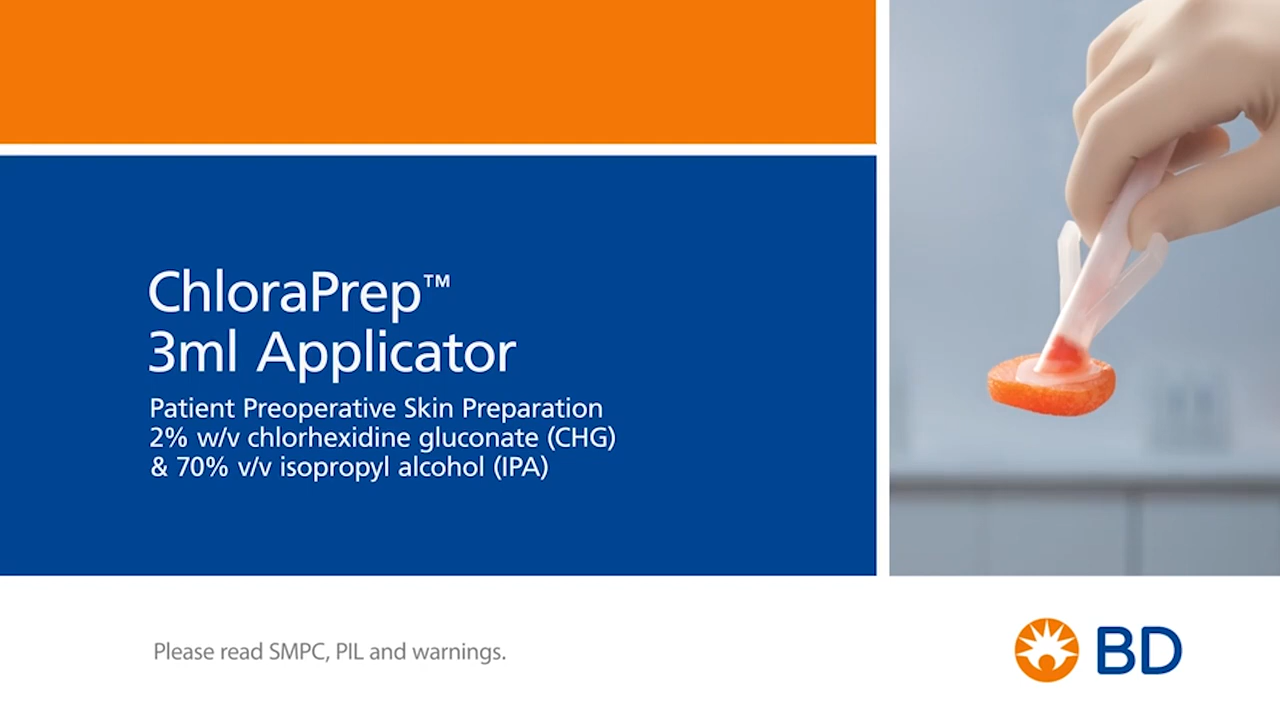 ChloraPrep™
3ml Applicator
Patient Preoperative Skin Preparation
2% w/v chlorhexidine gluconate (CHG)
& 70% v/v isopropyl alcohol (IPA)
Please read SMPC, PIL and warnings.
BD